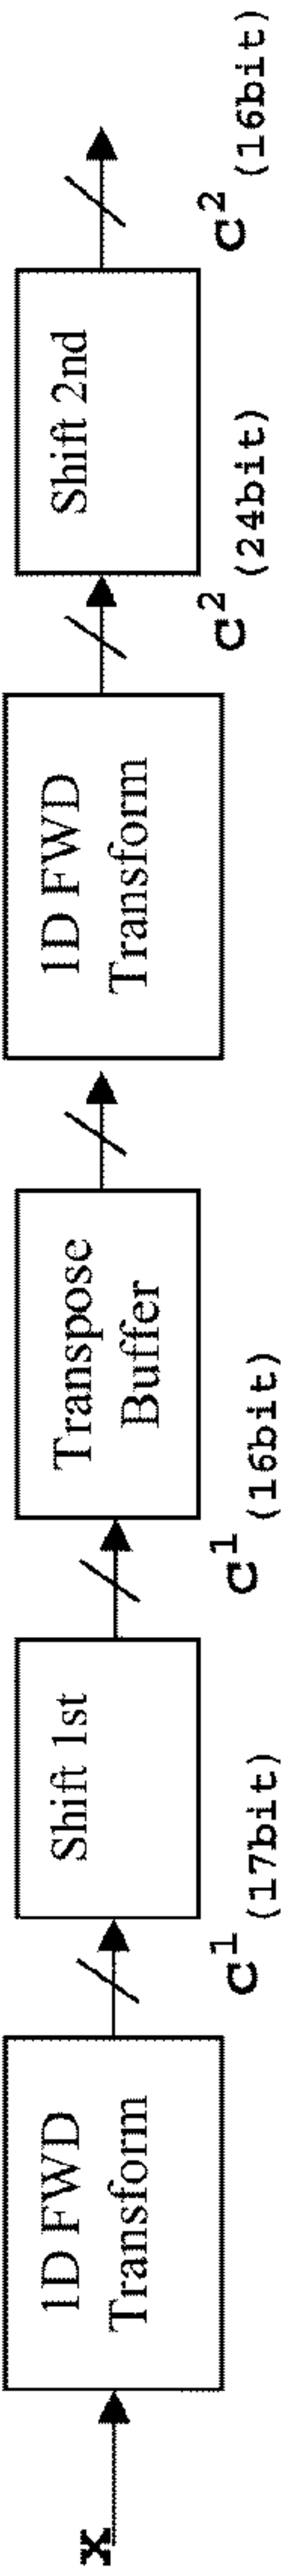 x
1D FWD
Transform
C1
(17bit)
Shift 1st
C1
(16bit)
Transpose
Buffer
1D FWD
Transform
C2
(24bit)
Shift 2nd
C2
(16bit)